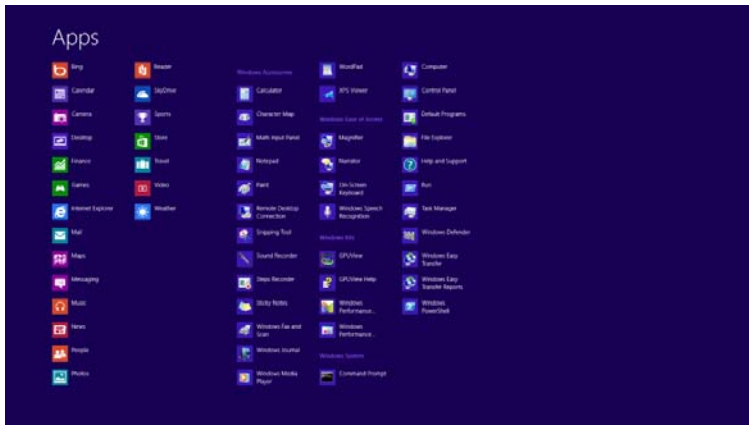 Apps
Bing
Calendar
Camera
Desktop
Finance
Games
Internet Explorer
Mail
Maps
Messaging
Music
News
People
Photos
Reader
SkyDrive
Sports
Store
Travel
Video
Weather
Windows Accessories
Calculator
Character Map
Math Input Panel
Notepad
Paint
Remote Desktop
Connection
Snipping Tool
Sound Recorder
Steps Recorder
Sticky Notes
Windows Fax and
Scan
Windows Journal
Windows Media
Player
WordPad
XPS Viewer
Windows Ease of Access
Magnifier
Narrator
On-Screen
Keyboard
Windows Speech
Recognition
Windows Kits
GPUView
GPUView Help
Windows
Performance...
Windows
Performance...
Windows System
Command Prompt
Computer
Control Panel
Default Programs
File Explorer
Help and Support
Run
Task Manager
Windows Defender
Windows Easy
Transfer
Windows Easy
Transfer Reports
Windows
PowerShell